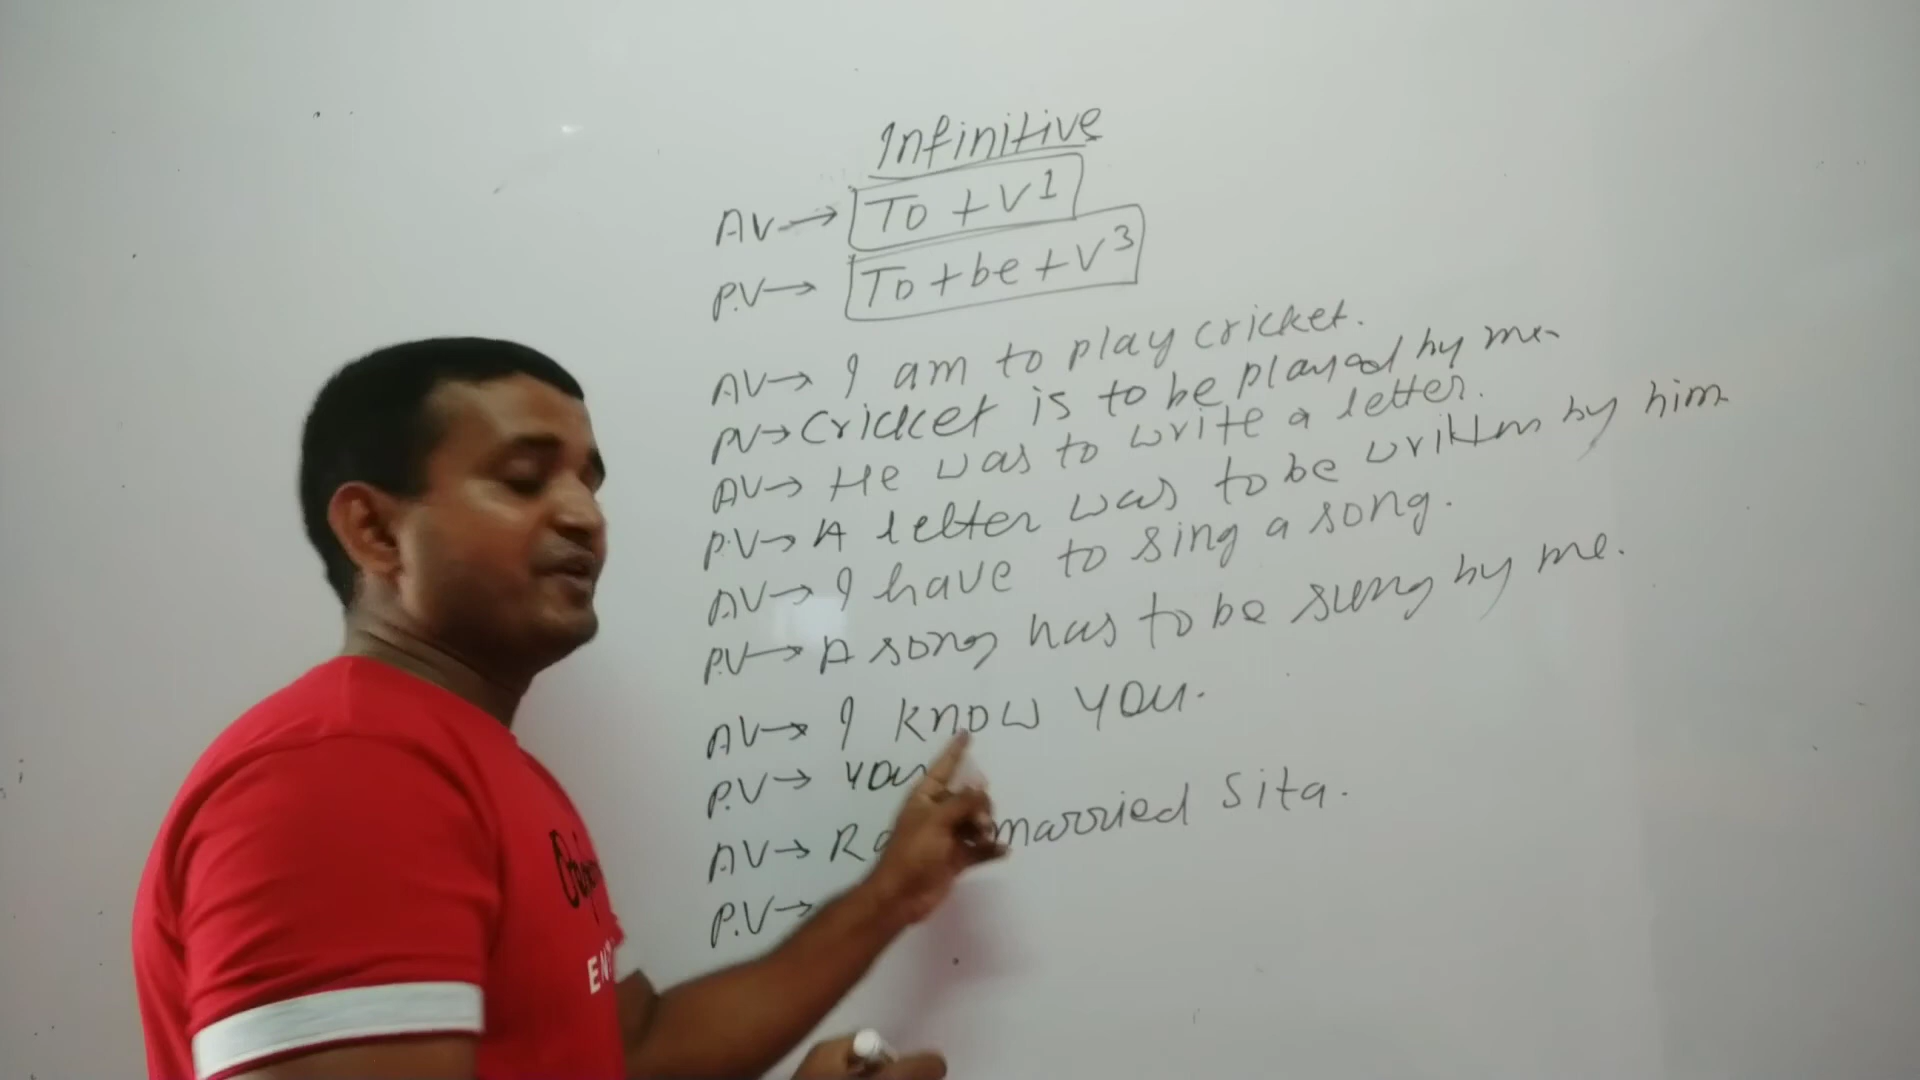 Infinitive
AV→ To + V1
P.V→ To + be + V3
AV→ I am to play cricket.
PV→ Cricket is to be played by me.
AV→ He was to write a letter.
P.V→ A letter was to be written by him
AV→ I have to sing a song.
P.V→ A song has to be sung by me.
AV→ I know you.
P.V→ You
AV→ married Sita.
P.V→